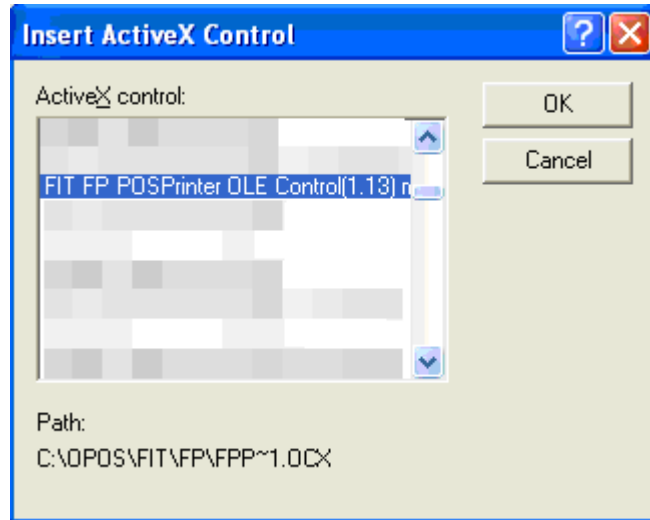 Insert ActiveX Control
ActiveX control:
OK
Cancel
FIT FP POSPrinter OLE Control(1.13)
Path:
C:\OPOS\FIT\FP\FPP~1.OCX